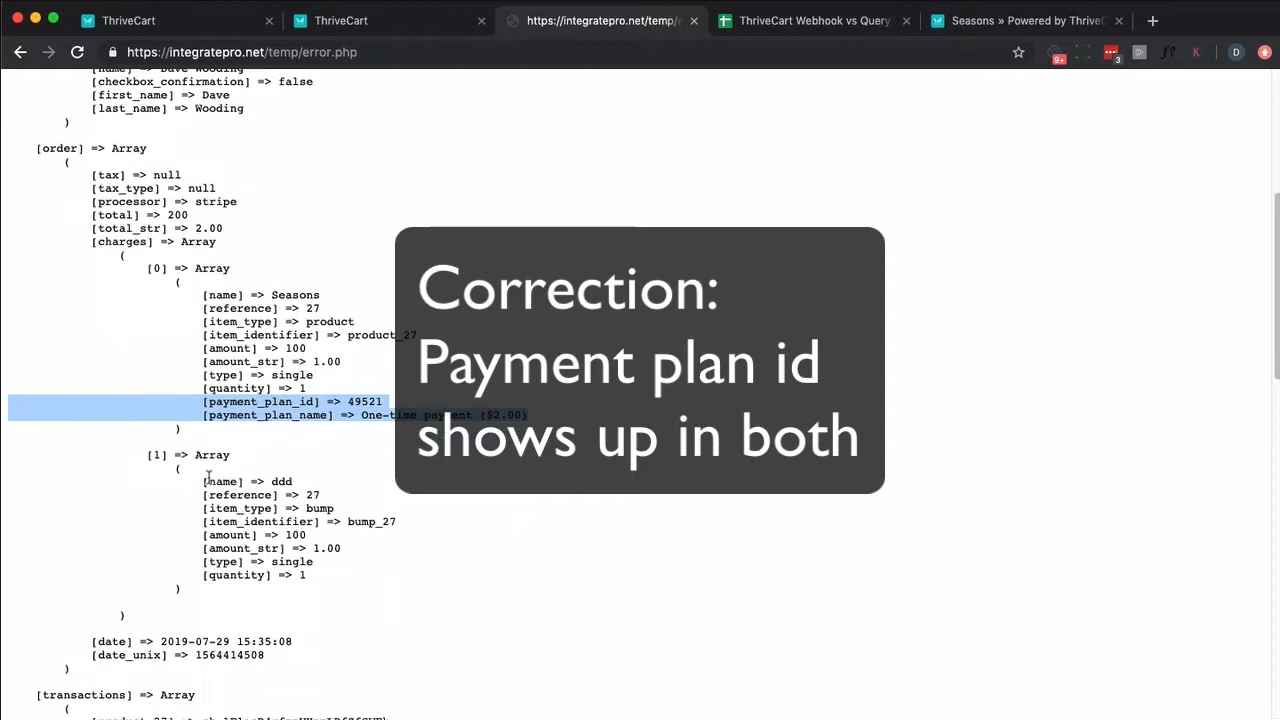 ThriveCart
ThriveCart
https://integratepro.net/temp/e
ThriveCart Webhook vs Query
Seasons » Powered by ThriveC
https://integratepro.net/temp/error.php
9+
3
f?
K
D
[name] => Dave Wooding
[checkbox_confirmation] => false
[first_name] => Dave
[last_name] => Wooding
)
[order] => Array
(
[tax] => null
[tax_type] => null
[processor] => stripe
[total] => 200
[total_str] => 2.00
[charges] => Array
(
[0] => Array
(
[name] => Seasons
[reference] => 27
[item_type] => product
[item_identifier] => product_27
[amount] => 100
[amount_str] => 1.00
[type] => single
[quantity] => 1
[payment_plan_id] => 49521
[payment_plan_name] => One-time payment ($2.00)
)
[1] => Array
(
[name] => ddd
[reference] => 27
[item_type] => bump
[item_identifier] => bump_27
[amount] => 100
[amount_str] => 1.00
[type] => single
[quantity] => 1
)
)
[date] => 2019-07-29 15:35:08
[date_unix] => 1564414508
)
[transactions] => Array
(
Correction:
Payment plan id
shows up in both